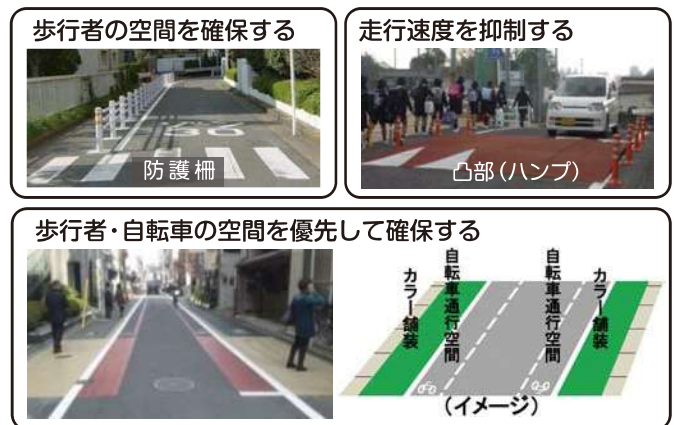 歩行者の空間を確保する
防護柵
走行速度を抑制する
凸部(ハンプ)
歩行者・自転車の空間を優先して確保する
カラー舗装
自転車通行空間
自転車通行空間
カラー舗装
(イメージ)